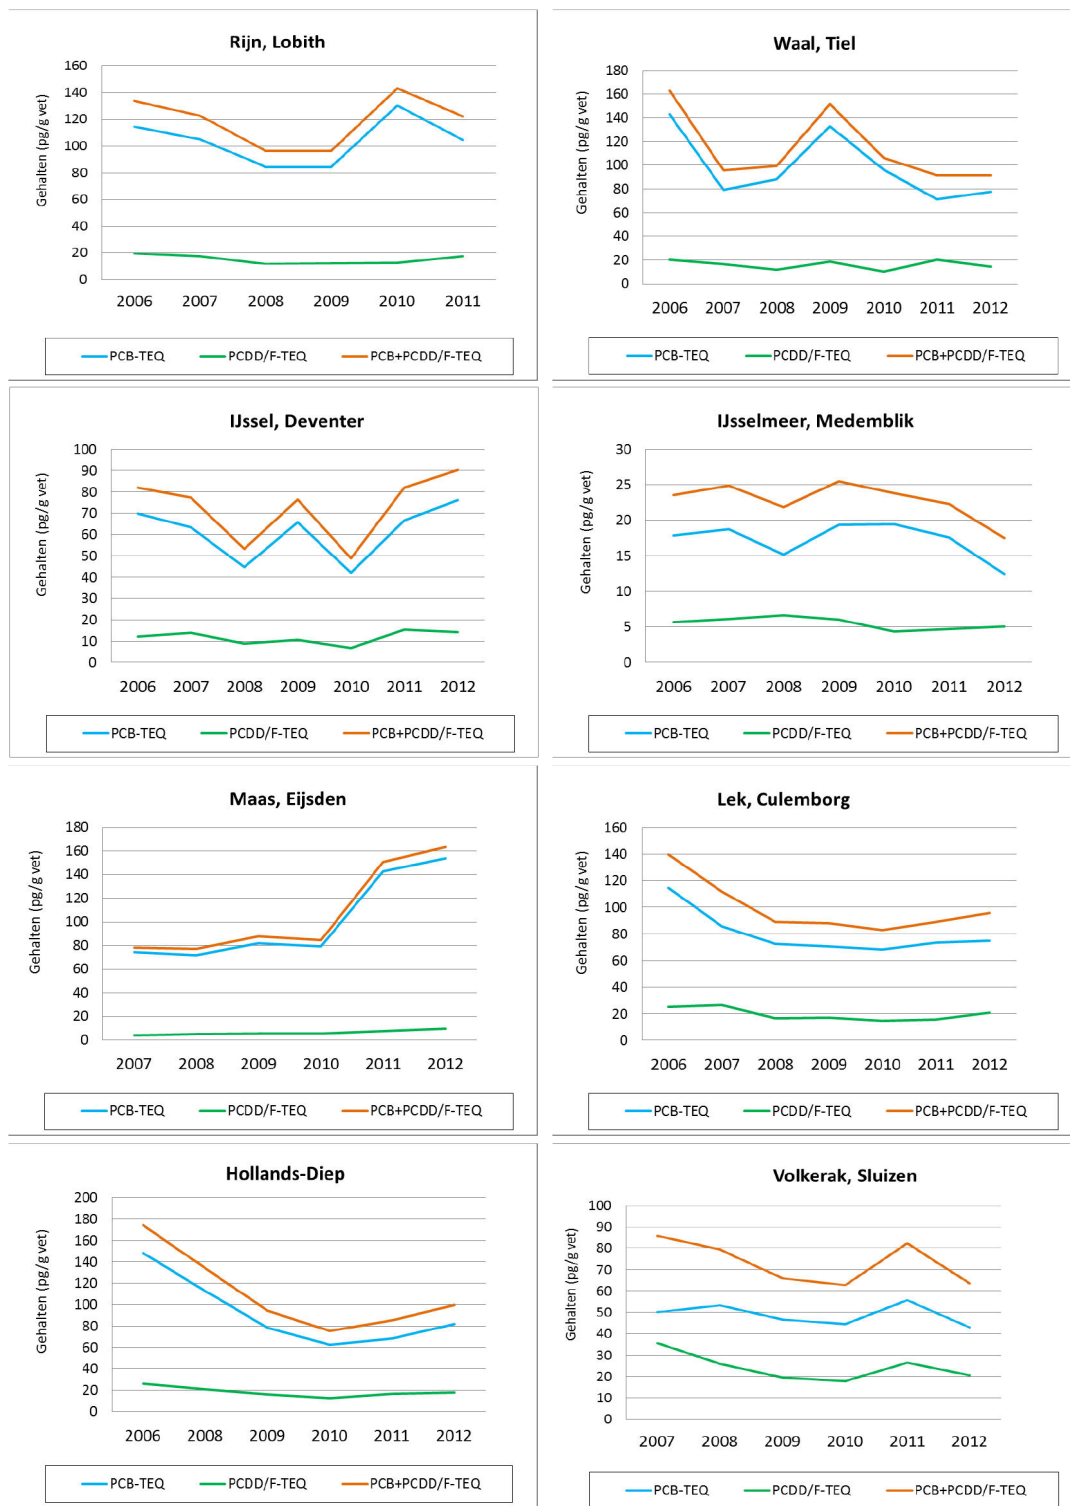 Rijn, Lobith
Gehalten (pg/g vet)
160
140
120
100
80
60
40
20
0
2006 2007 2008 2009 2010 2011
PCB-TEQ PCDD/F-TEQ PCB+PCDD/F-TEQ
Waal, Tiel
Gehalten (pg/g vet)
180
160
140
120
100
80
60
40
20
0
2006 2007 2008 2009 2010 2011 2012
PCB-TEQ PCDD/F-TEQ PCB+PCDD/F-TEQ
IJssel, Deventer
Gehalten (pg/g vet)
100
90
80
70
60
50
40
30
20
10
0
2006 2007 2008 2009 2010 2011 2012
PCB-TEQ PCDD/F-TEQ PCB+PCDD/F-TEQ
IJsselmeer, Medemblik
Gehalten (pg/g vet)
30
25
20
15
10
5
0
2006 2007 2008 2009 2010 2011 2012
PCB-TEQ PCDD/F-TEQ PCB+PCDD/F-TEQ
Maas, Eijsden
Gehalten (pg/g vet)
180
160
140
120
100
80
60
40
20
0
2007 2008 2009 2010 2011 2012
PCB-TEQ PCDD/F-TEQ PCB+PCDD/F-TEQ
Lek, Culemborg
Gehalten (pg/g vet)
160
140
120
100
80
60
40
20
0
2006 2007 2008 2009 2010 2011 2012
PCB-TEQ PCDD/F-TEQ PCB+PCDD/F-TEQ
Hollands-Diep
Gehalten (pg/g vet)
200
180
160
140
120
100
80
60
40
20
0
2006 2007 2008 2009 2010 2011 2012
PCB-TEQ PCDD/F-TEQ PCB+PCDD/F-TEQ
Volkerak, Sluizen
Gehalten (pg/g vet)
100
90
80
70
60
50
40
30
20
10
0
2007 2008 2009 2010 2011 2012
PCB-TEQ PCDD/F-TEQ PCB+PCDD/F-TEQ